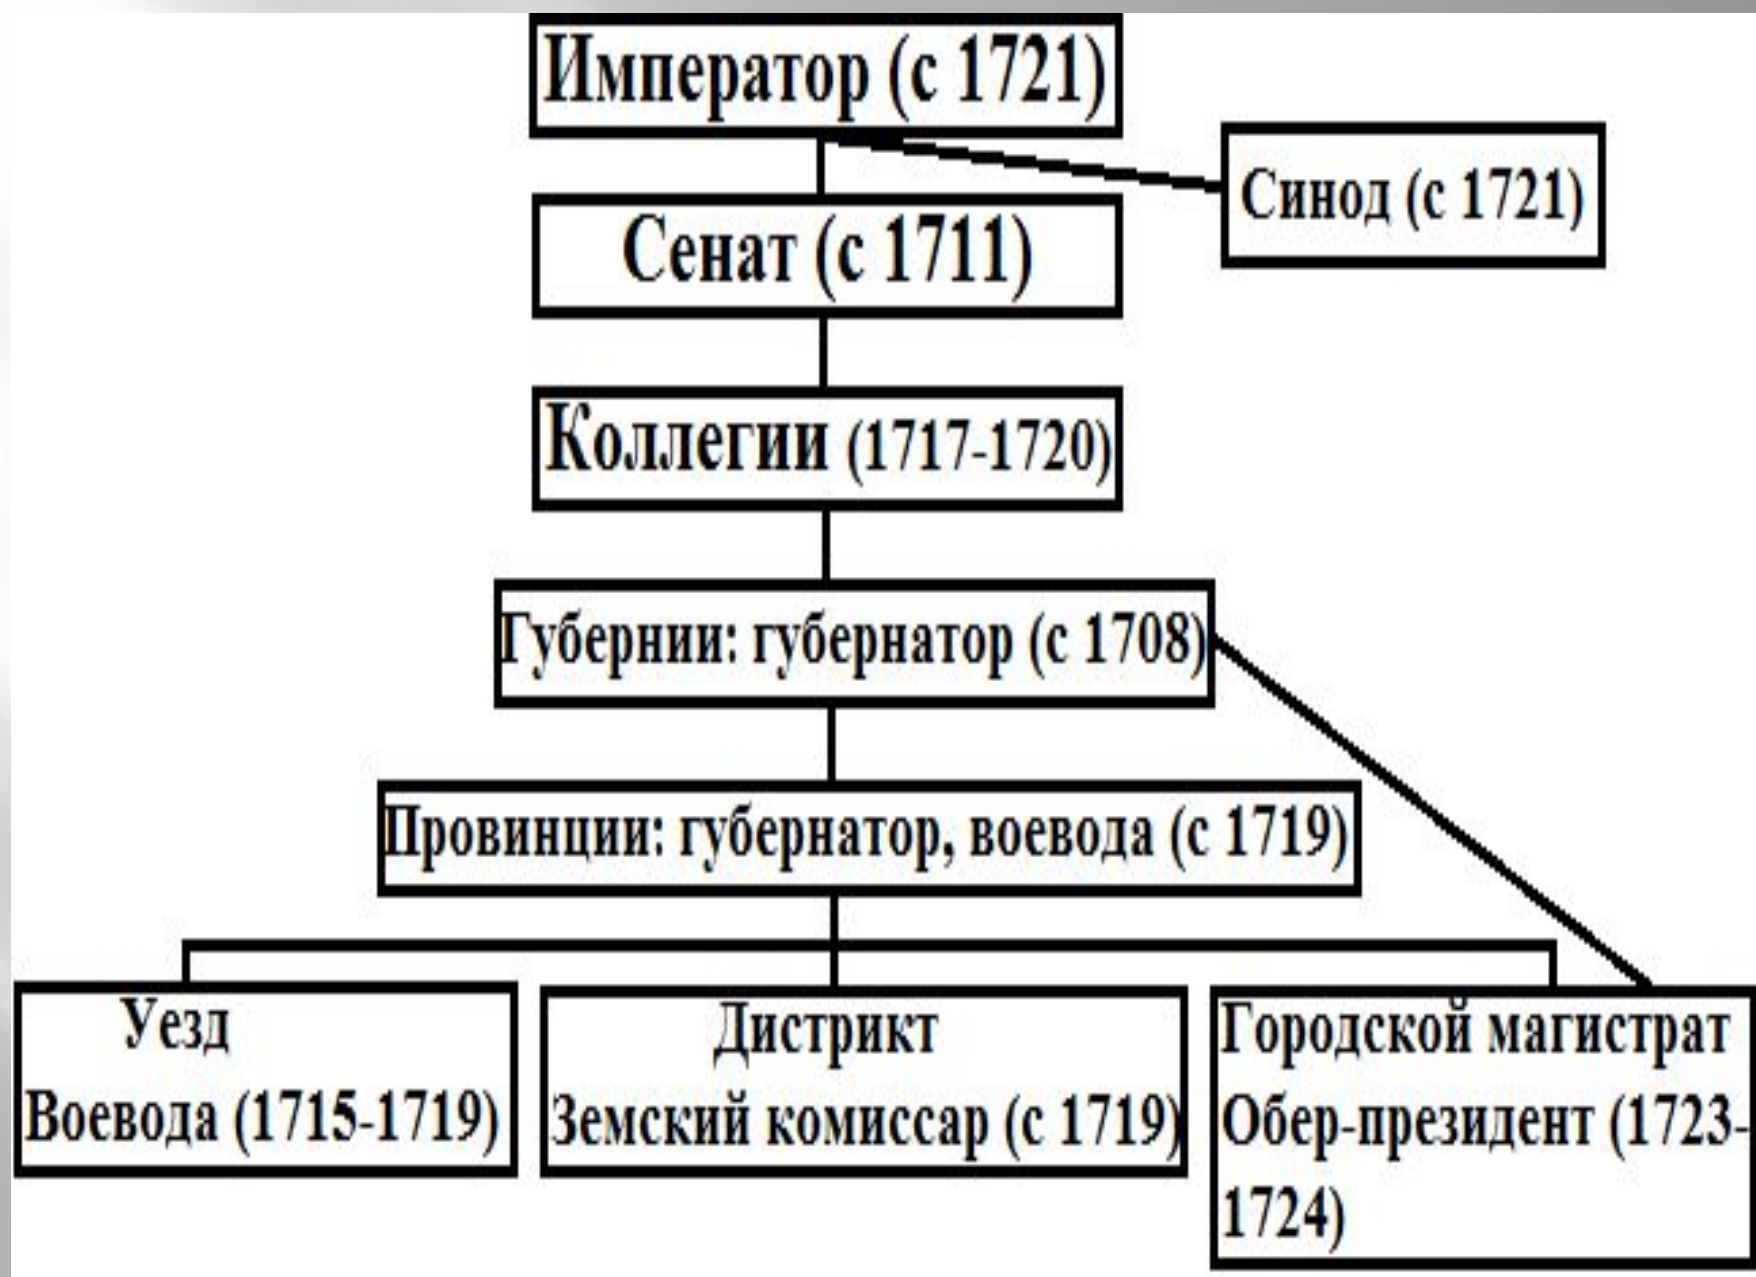 Император (с 1721)
Синод (с 1721)
Сенат (с 1711)
Коллегии (1717-1720)
Губернии: губернатор (с 1708)
Провинции: губернатор, воевода (с 1719)
Уезд
Воевода (1715-1719)
Дистрикт
Земский комиссар (с 1719)
Городской магистрат
Обер-президент (1723-
1724)